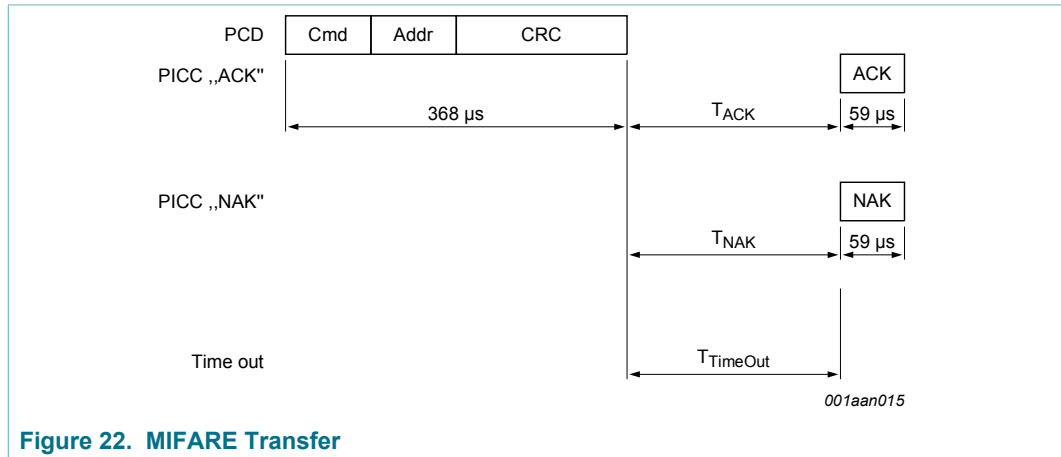 PCD Cmd Addr CRC
PICC ,,ACK" ACK
368 µs TACK 59 µs
PICC ,,NAK" NAK
TNAK 59 µs
Time out TTimeOut
001aan015
Figure 22. MIFARE Transfer